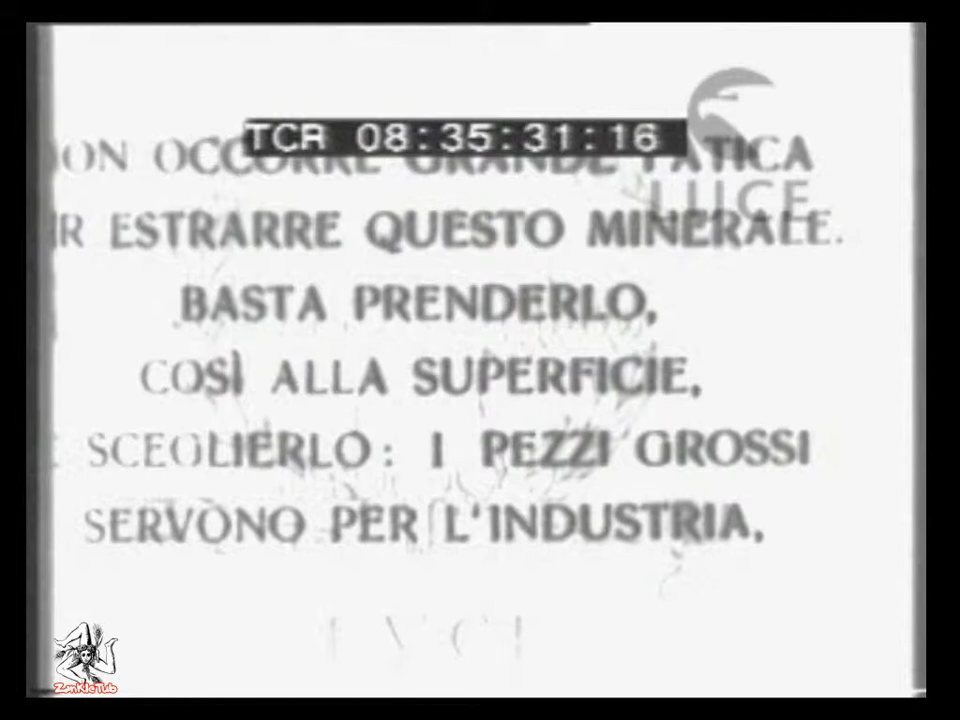 TCR 08:35:31:16
ON OCCORRE GRANDE FATICA
LUCE
R ESTRARRE QUESTO MINERALE.
BASTA PRENDERLO,
COSÌ ALLA SUPERFICIE,
E SCEGLIERLO: I PEZZI GROSSI
SERVONO PER L'INDUSTRIA,
ZanKleTub